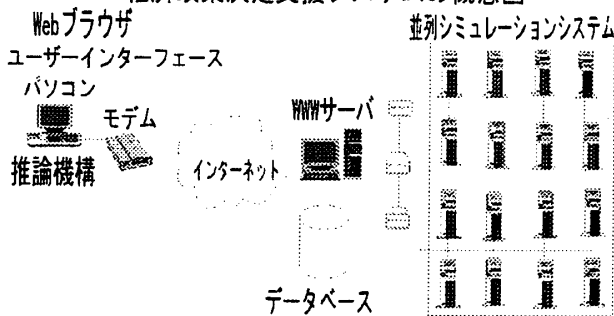 Webブラウザ
ユーザーインターフェース
パソコン
モデム
推論機構
インターネット
WWWサーバ
データベース
並列シミュレーションシステム